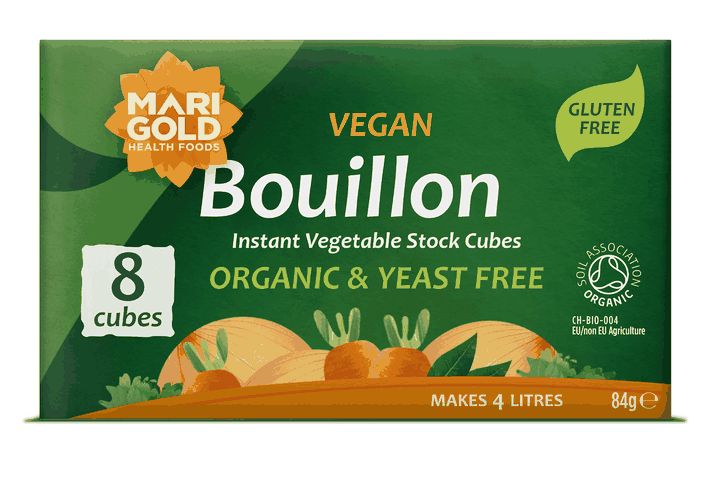 MARI
GOLD
HEALTH FOODS
VEGAN
GLUTEN
FREE
Bouillon
Instant Vegetable Stock Cubes
ORGANIC & YEAST FREE
8
cubes
SOIL ASSOCIATION
ORGANIC
CH-BIO-004
EU/non EU Agriculture
MAKES 4 LITRES
84g℮